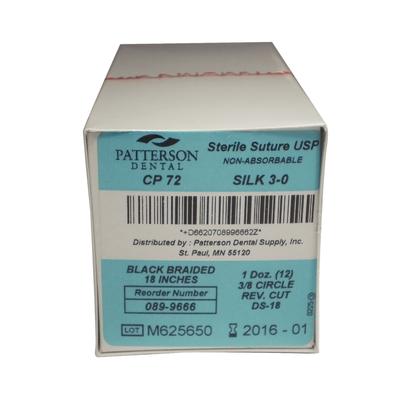 PATTERSON
DENTAL
Sterile Suture USP
NON-ABSORBABLE
CP 72
SILK 3-0
*+D6620708996662Z*
Distributed by : Patterson Dental Supply, Inc.
St. Paul, MN 55120
BLACK BRAIDED
18 INCHES
Reorder Number
089-9666
1 Doz. (12)
3/8 CIRCLE
REV. CUT
DS-18
LOT M625650
2016 - 01